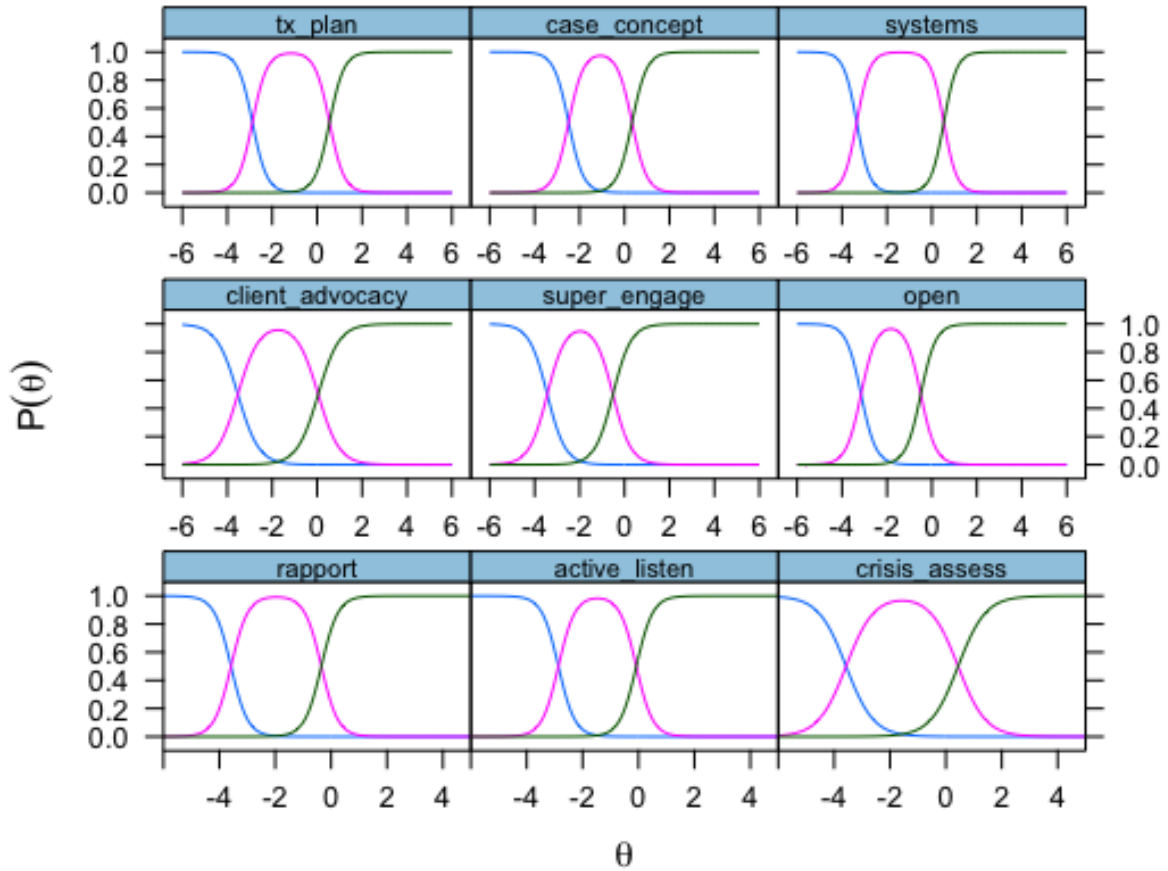 tx_plan case_concept systems
1.0
0.8
0.6
0.4
0.2
0.0
-6 -4 -2 0 2 4 6 -6 -4 -2 0 2 4 6 -6 -4 -2 0 2 4 6
client_advocacy super_engage open
1.0
0.8
0.6
0.4
0.2
0.0
P(θ)
-6 -4 -2 0 2 4 6 -6 -4 -2 0 2 4 6 -6 -4 -2 0 2 4 6
rapport active_listen crisis_assess
1.0
0.8
0.6
0.4
0.2
0.0
-4 -2 0 2 4 -4 -2 0 2 4 -4 -2 0 2 4
θ